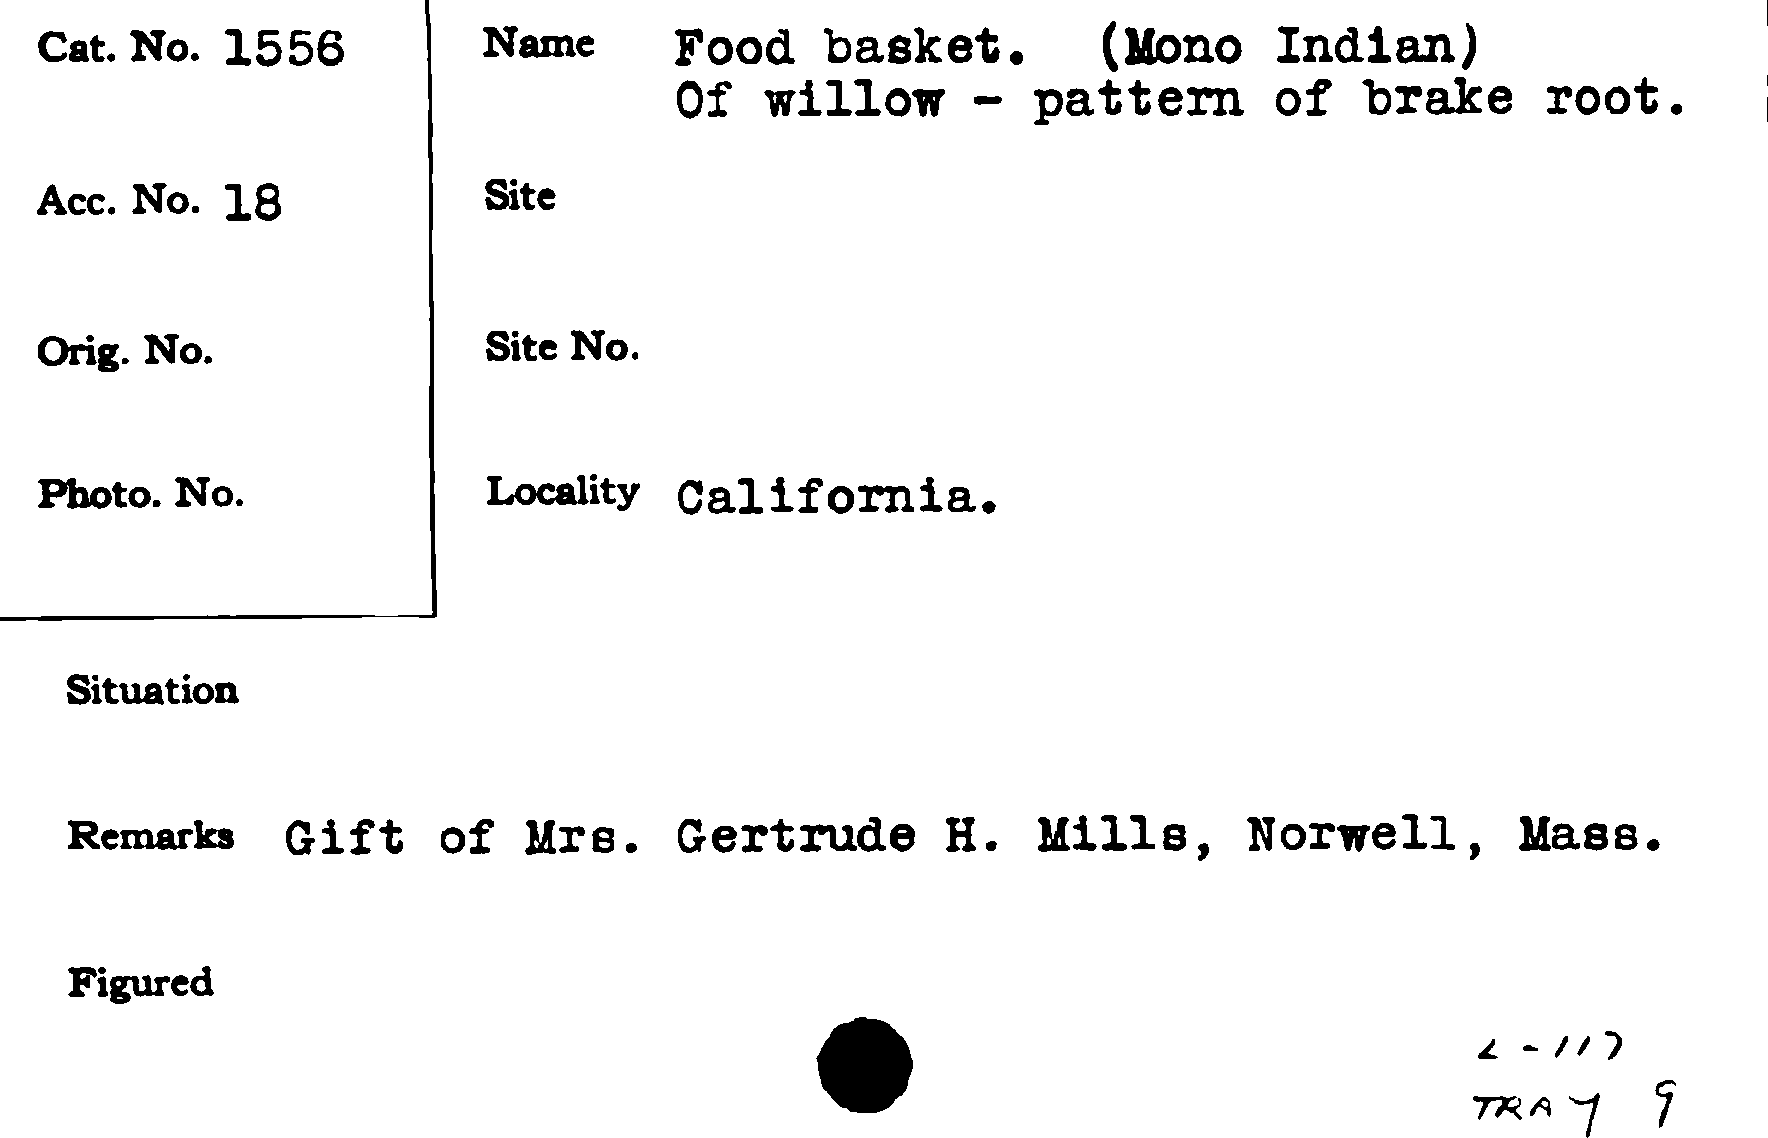 Cat. No. 1556
Name Food basket. (Mono Indian)
Of willow - pattern of brake root.
Acc. No. 18
Site
Orig. No.
Site No.
Photo. No.
Locality California.
Situation
Remarks Gift of Mrs. Gertrude H. Mills, Norwell, Mass.
Figured
L-117
TRAY 9